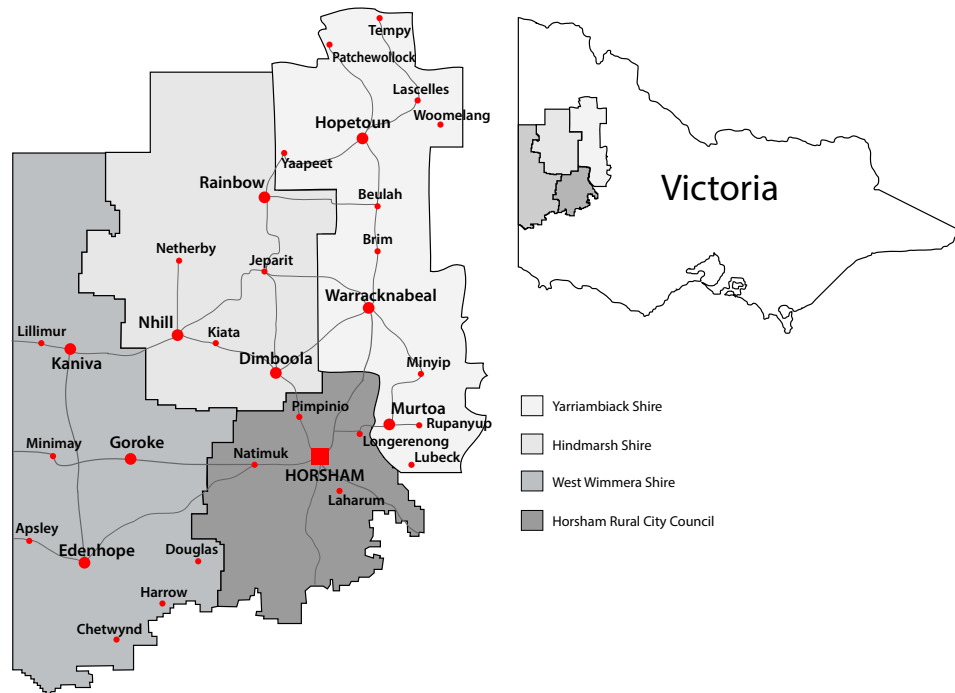 Tempy
Patchewollock
Lascelles
Woomelang
Hopetoun
Yaapeet
Rainbow
Beulah
Netherby
Brim
Jeparit
Warracknabeal
Lillimur
Nhill
Kiata
Kaniva
Dimboola
Minyip
Pimpinio
Murtoa
Rupanyup
Minimay
Goroke
Natimuk
Longerenong
Lubeck
HORSHAM
Laharum
Apsley
Edenhope
Douglas
Harrow
Chetwynd
Victoria
Yarriambiack Shire
Hindmarsh Shire
West Wimmera Shire
Horsham Rural City Council